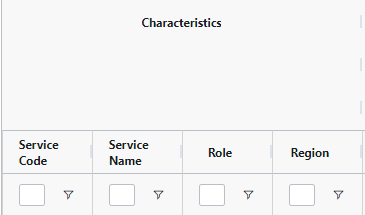 Characteristics
Service Code
Service Name
Role
Region